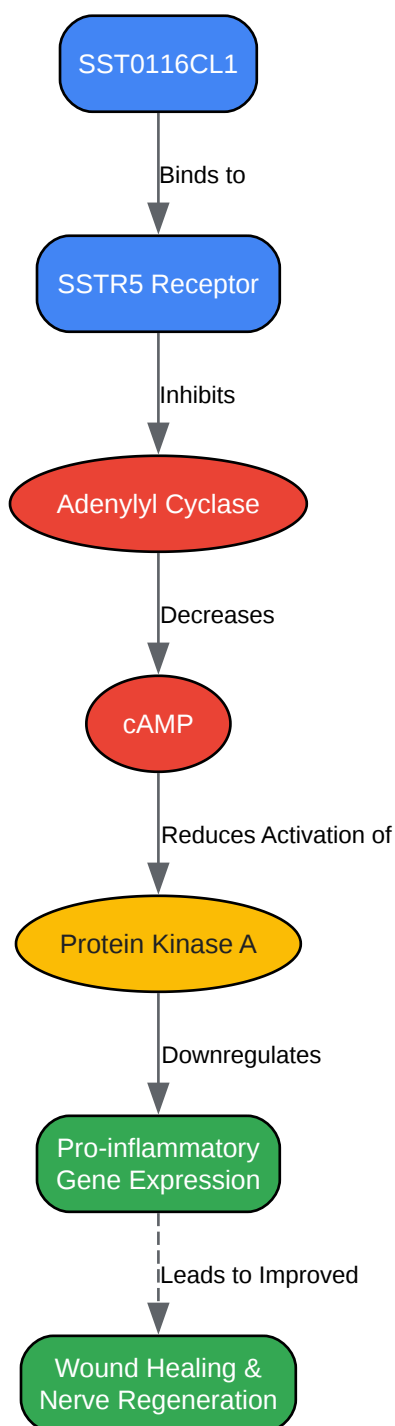 SST0116CL1
Binds to
SSTR5 Receptor
Inhibits
Adenylyl Cyclase
Decreases
cAMP
Reduces Activation of
Protein Kinase A
Downregulates
Pro-inflammatory
Gene Expression
Leads to Improved
Wound Healing &
Nerve Regeneration